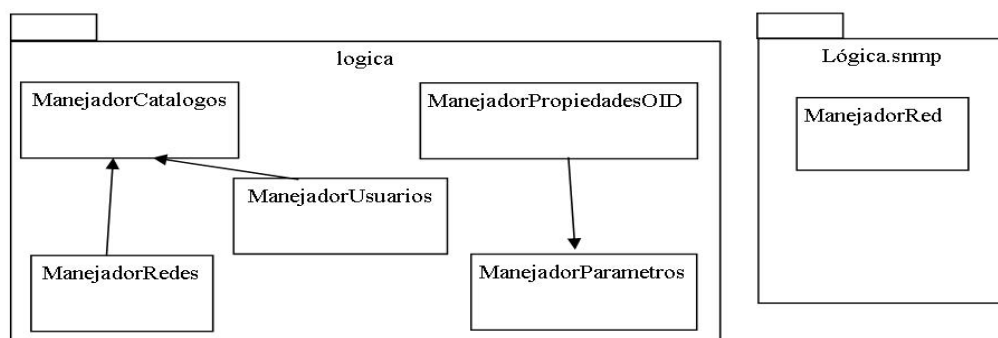 logica
ManejadorCatalogos
ManejadorPropiedadesOID
ManejadorUsuarios
ManejadorRedes
ManejadorParametros
Lógica.snmp
ManejadorRed